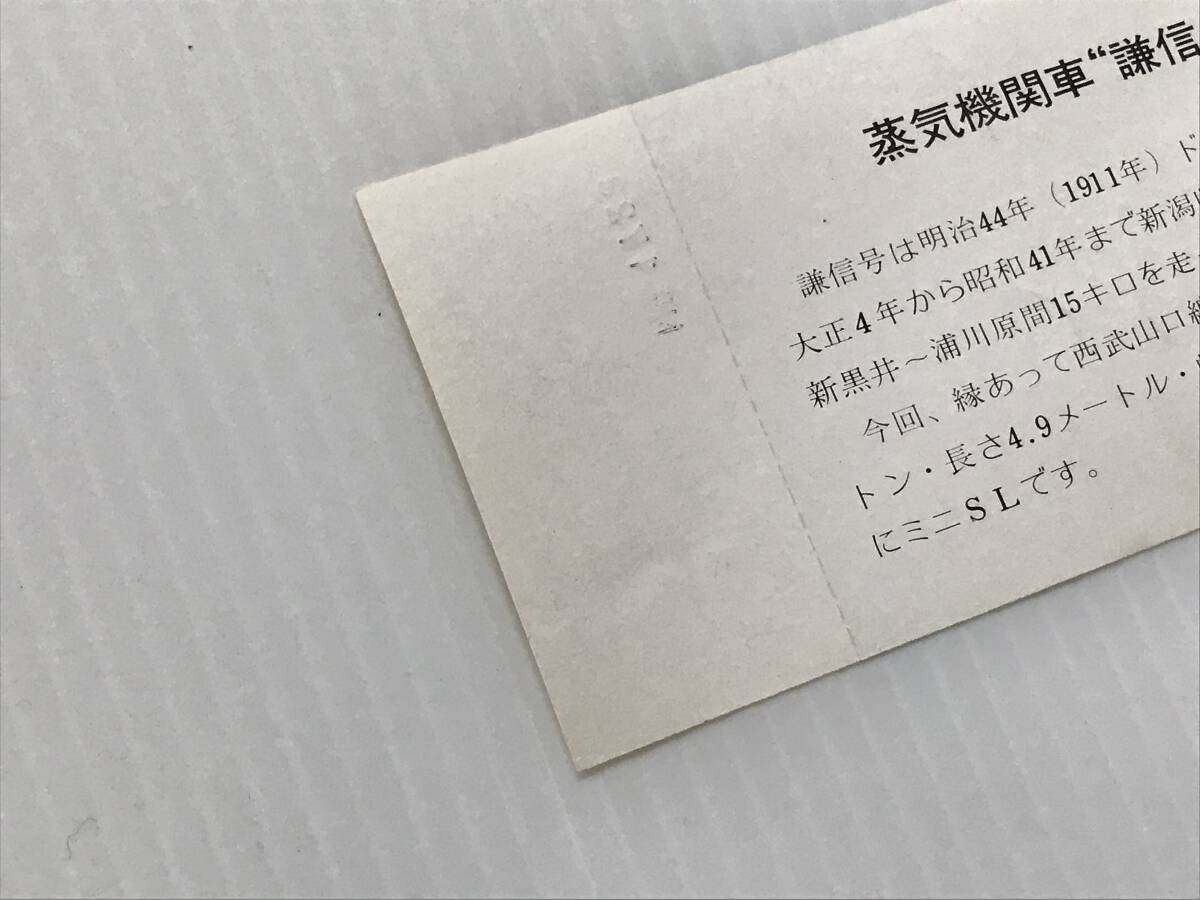 蒸気機関車“謙信
謙信号は明治44年（1911年）ド
大正4年から昭和41年まで新潟
新黒井～浦川原間15キロを走
今回、縁あって西武山口線
トン・長さ4.9メートル・
にミニSLです。